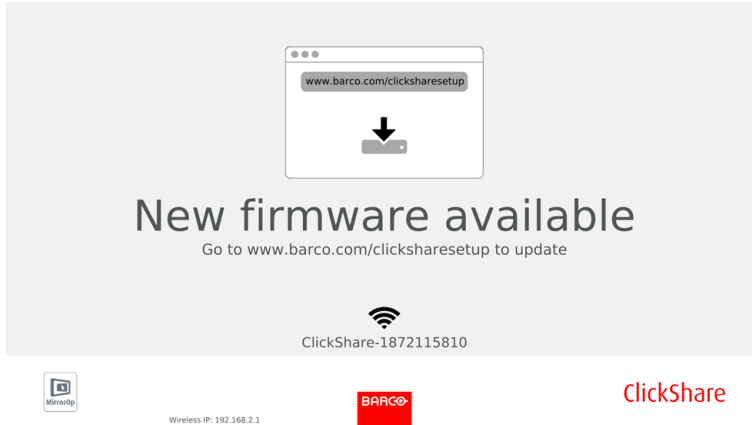 www.barco.com/clicksharesetup
New firmware available
Go to www.barco.com/clicksharesetup to update
ClickShare-1872115810
MirrorOp
Wireless IP: 192.168.2.1
BARCO
ClickShare